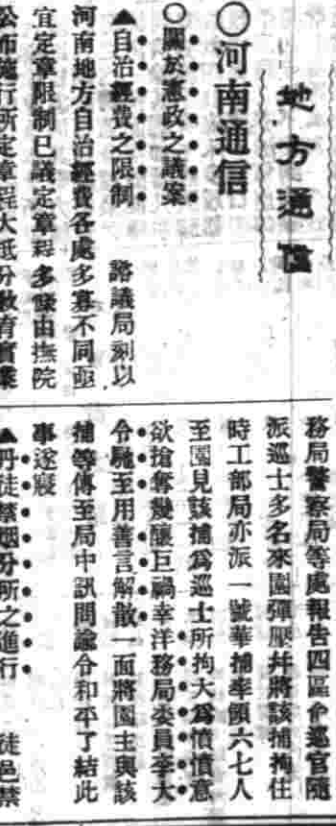 地方通信
○河南通信
○關於憲政之議案
▲自治經費之限制　諮議局刻以
河南地方自治經費各處多寡不同亟
宜定章限制已議定章程多條由撫院
公布施行所定章程大抵分教育實業
務局警察局等處報告四區俞巡官隨
派巡士多名來園彈壓幷將該捕拘住
時工部局亦派一號華捕率領六七人
至園見該捕爲巡士所拘大爲憤憤意
欲搶奪幾釀巨禍幸洋務局委員李大
令馳至用善言解散一面將園主與該
捕等傳至局中訊問諭令和平了結此
事遂寢
▲丹徒禁烟分所之進行　徒邑禁